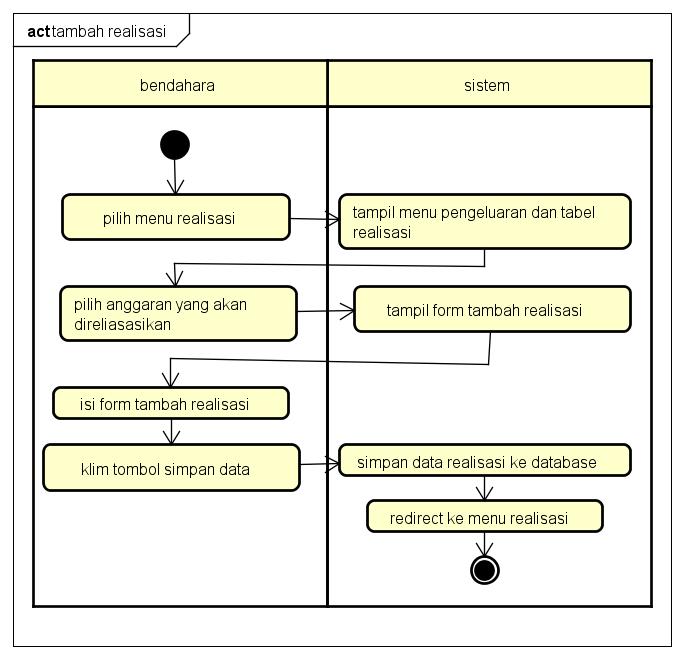 act tambah realisasi
bendahara
sistem
pilih menu realisasi
tampil menu pengeluaran dan tabel
realisasi
pilih anggaran yang akan
direliasasikan
tampil form tambah realisasi
isi form tambah realisasi
klim tombol simpan data
simpan data realisasi ke database
redirect ke menu realisasi